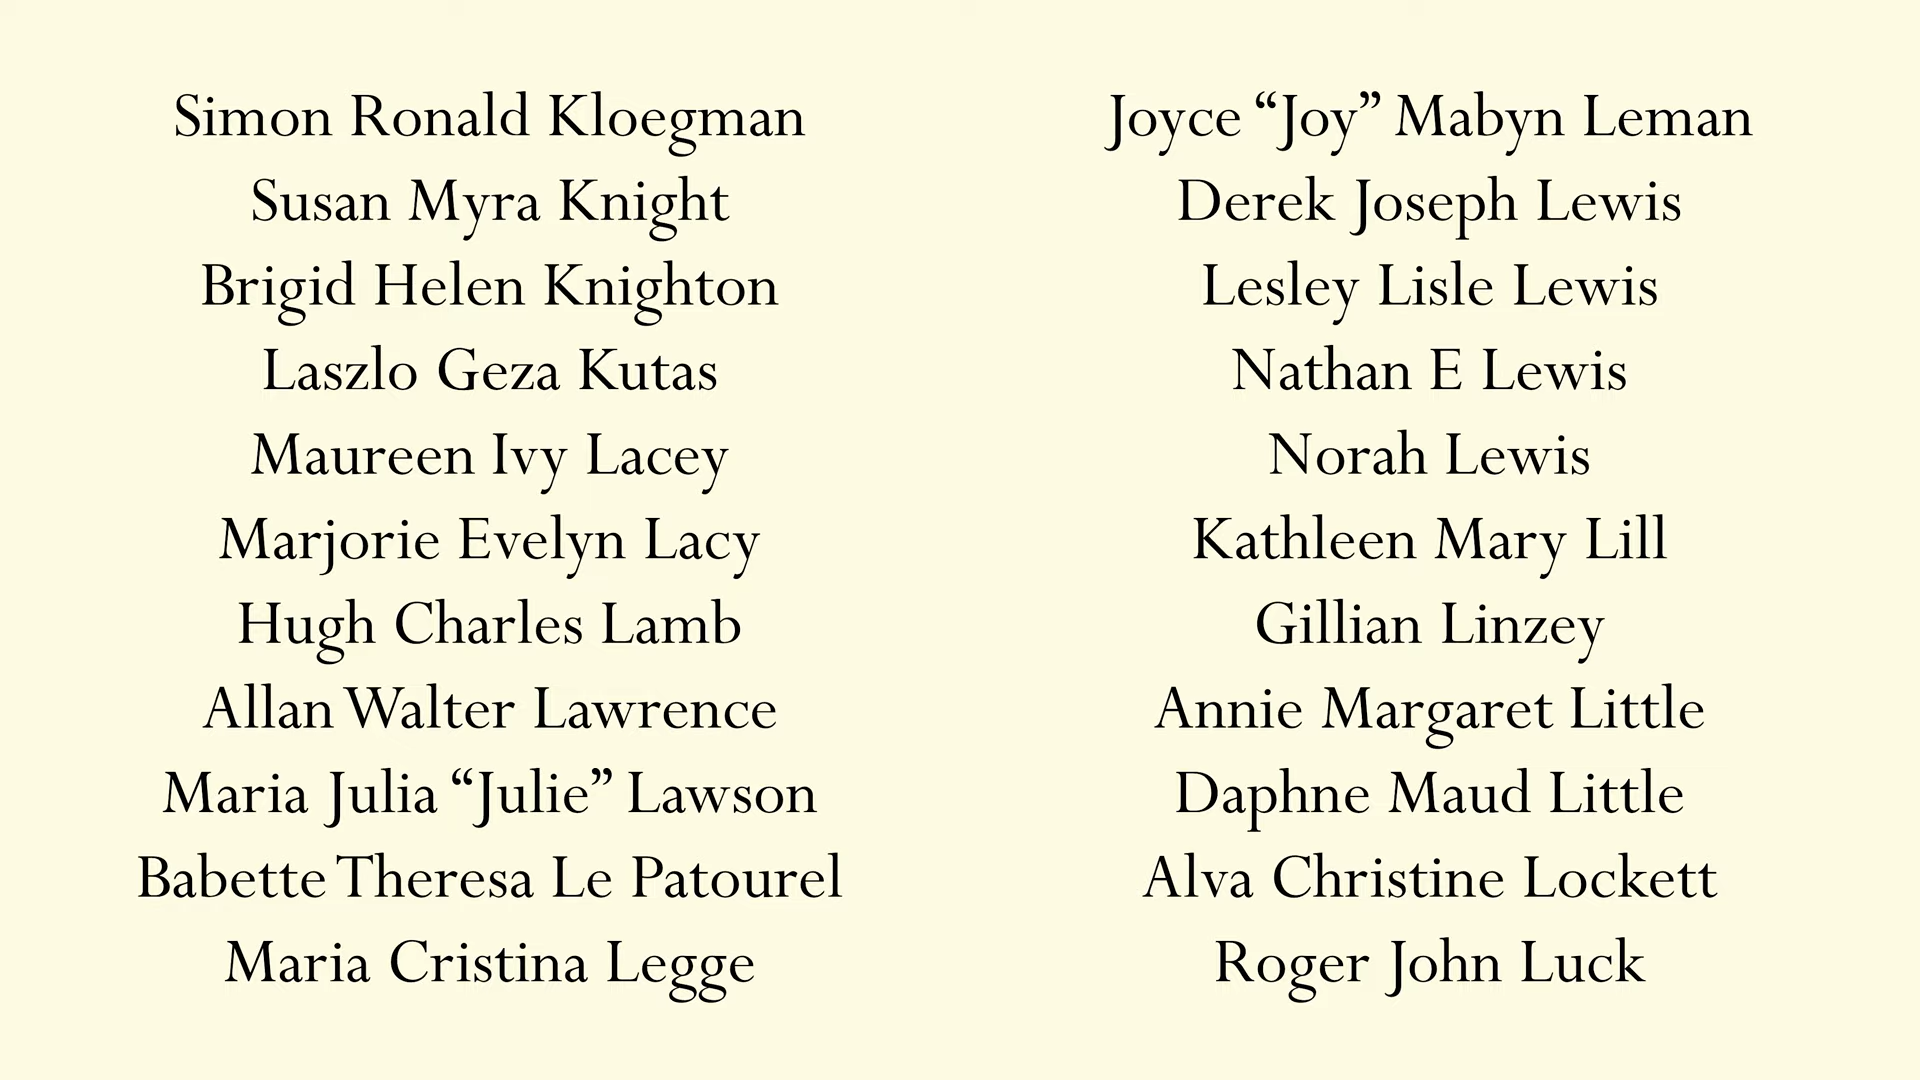 Simon Ronald Kloegman
Susan Myra Knight
Brigid Helen Knighton
Laszlo Geza Kutas
Maureen Ivy Lacey
Marjorie Evelyn Lacy
Hugh Charles Lamb
Allan Walter Lawrence
Maria Julia “Julie” Lawson
Babette Theresa Le Patourel
Maria Cristina Legge
Joyce “Joy” Mabyn Leman
Derek Joseph Lewis
Lesley Lisle Lewis
Nathan E Lewis
Norah Lewis
Kathleen Mary Lill
Gillian Linzey
Annie Margaret Little
Daphne Maud Little
Alva Christine Lockett
Roger John Luck